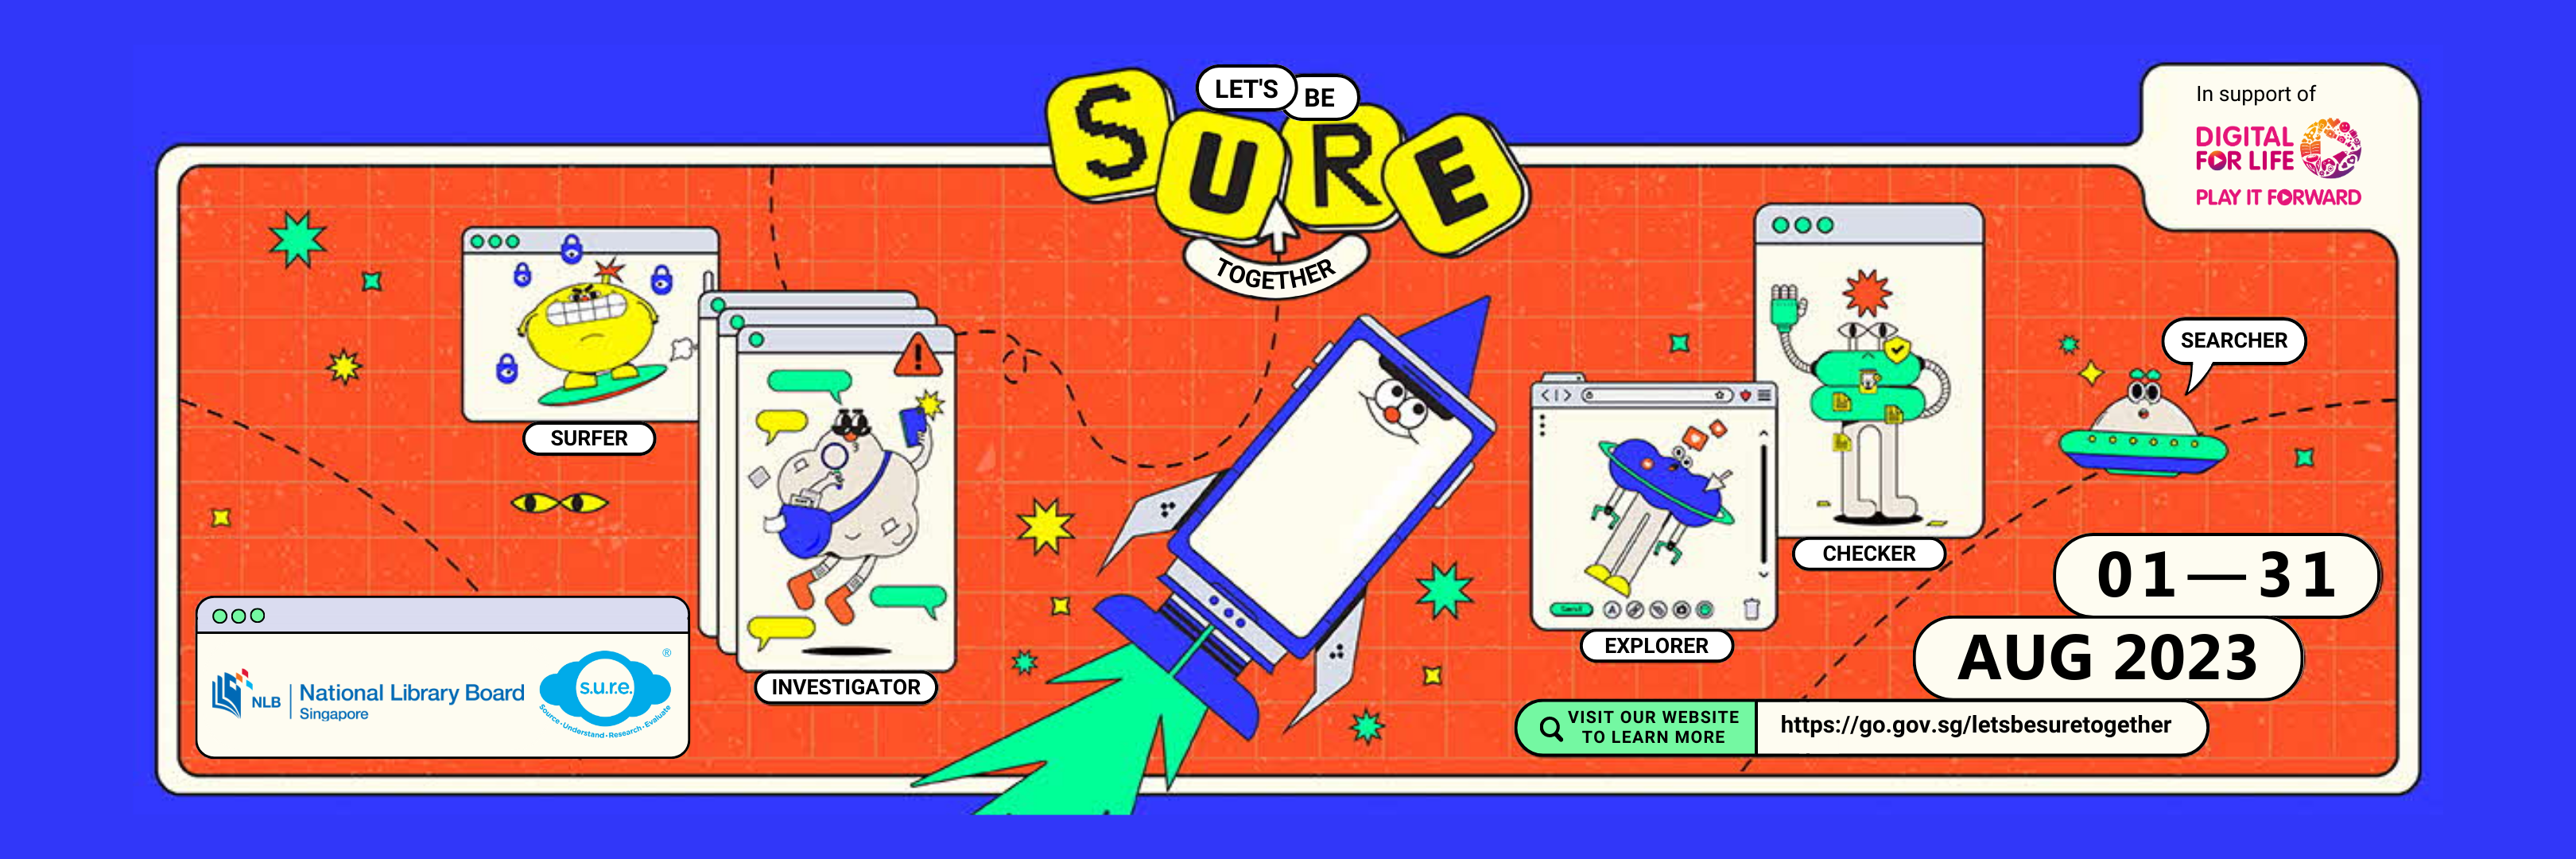 LET'S BE
SURE
TOGETHER
In support of
DIGITAL
FOR LIFE
PLAY IT FORWARD
SURFER
INVESTIGATOR
EXPLORER
Send
A
CHECKER
SEARCHER
01—31
AUG 2023
VISIT OUR WEBSITE
TO LEARN MORE
https://go.gov.sg/letsbesuretogether
NLB
National Library Board
Singapore
s.u.r.e.
®
Source·Understand·Research·Evaluate